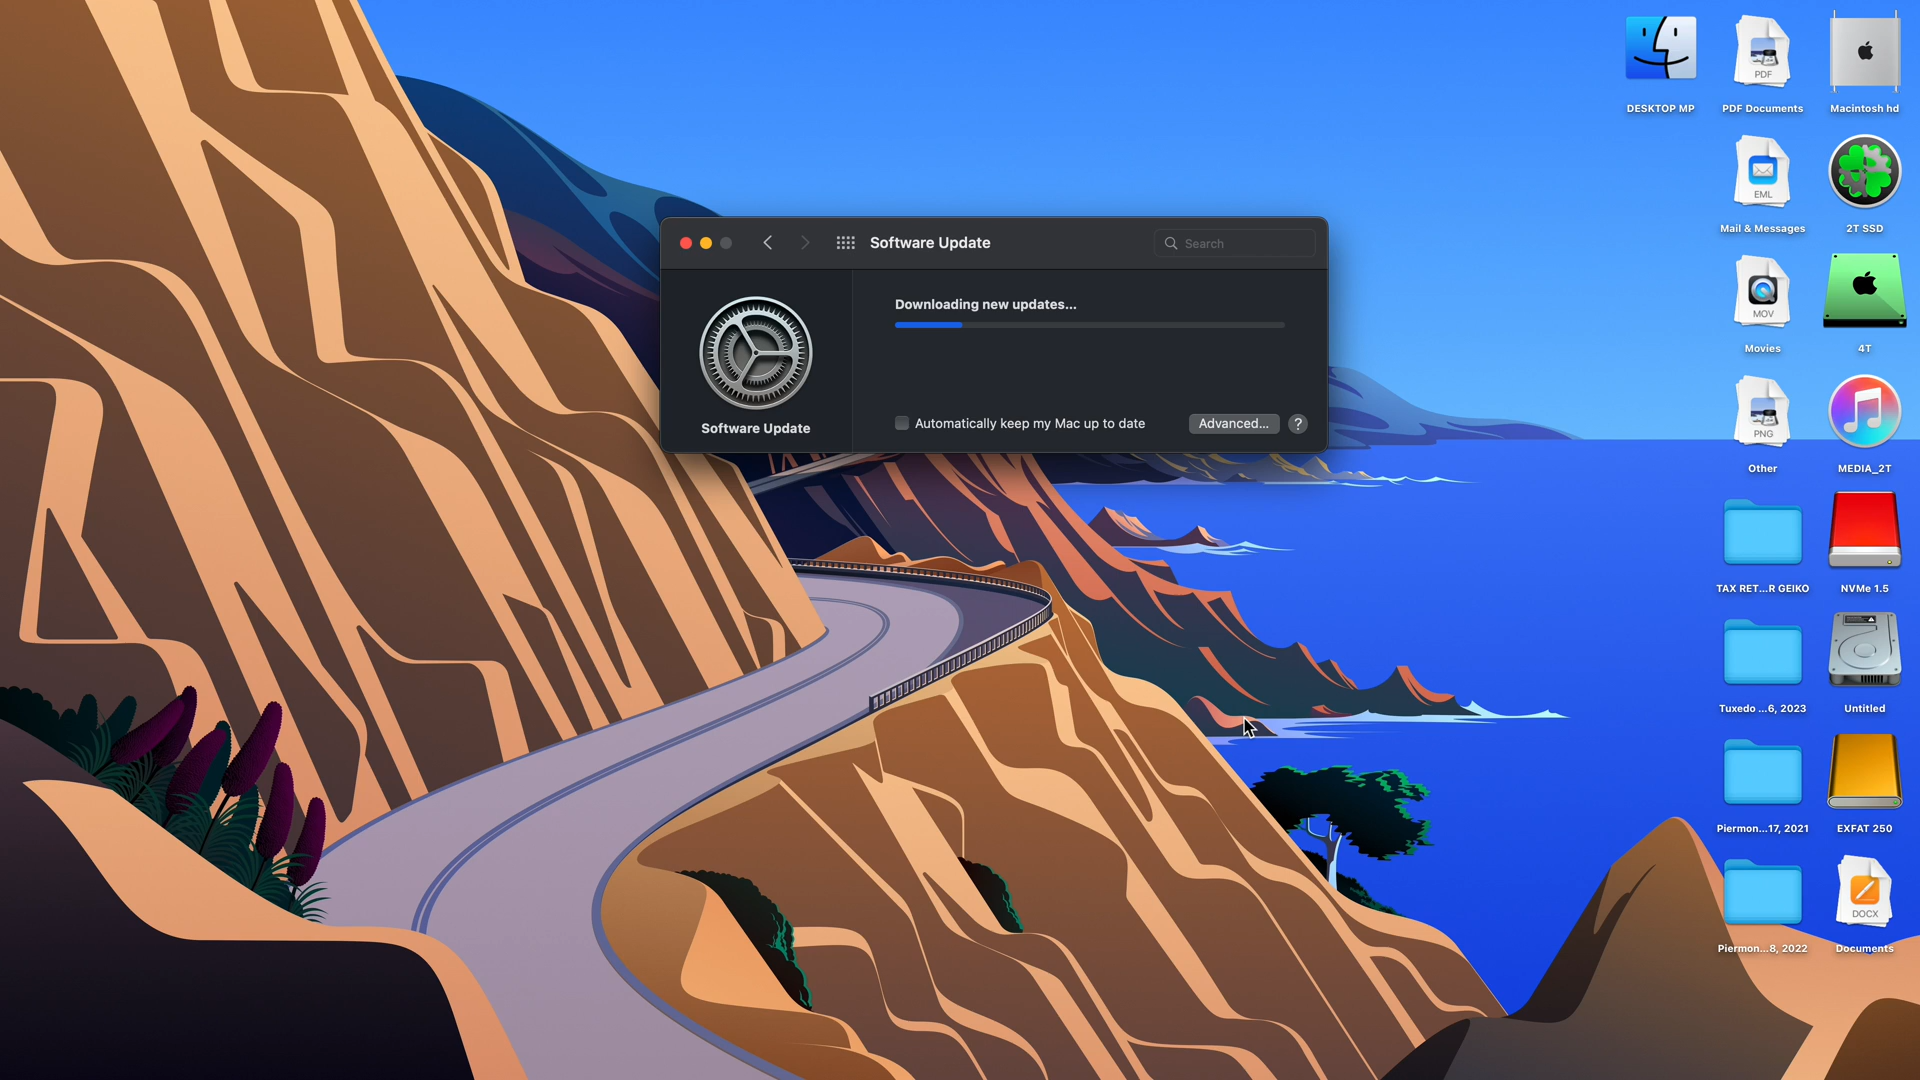 DESKTOP MP
PDF
PDF Documents
Macintosh hd
EML
Mail & Messages
2T SSD
Software Update
Search
Downloading new updates...
Automatically keep my Mac up to date
Advanced...
?
Software Update
MOV
Movies
4T
PNG
Other
MEDIA_2T
TAX RET...R GEIKO
NVMe 1.5
Tuxedo ...6, 2023
Untitled
Piermon...17, 2021
EXFAT 250
Piermon...8, 2022
DOCX
Documents